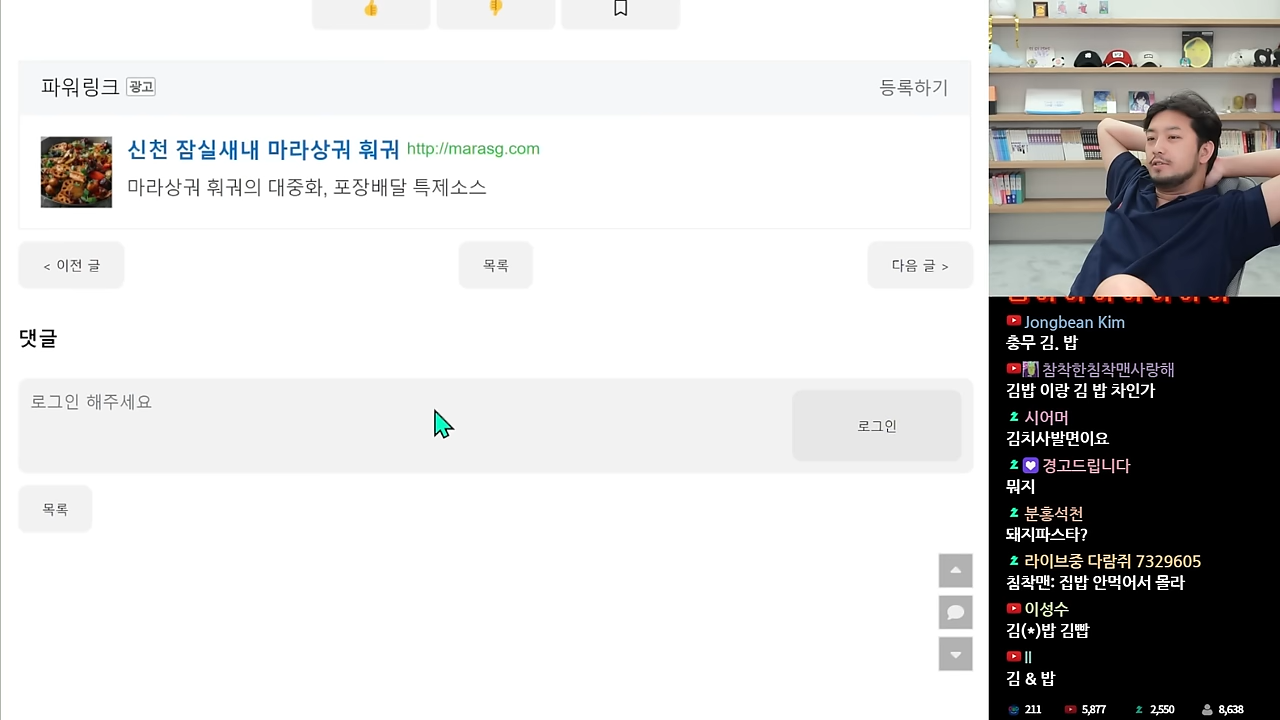 파워링크 광고
등록하기
신천 잠실새내 마라상궈 훠궈 http://marasg.com
마라상궈 훠궈의 대중화, 포장배달 특제소스
< 이전 글
목록
다음 글 >
댓글
로그인 해주세요
로그인
목록
Jongbean Kim
충무 김. 밥
참착한침착맨사랑해
김밥 이랑 김 밥 차인가
시어머
김치사발면이요
경고드립니다
뭐지
분홍석천
돼지파스타?
라이브중 다람쥐 7329605
침착맨: 집밥 안먹어서 몰라
이성수
김(*)밥 김빱
||
김 & 밥
211 5,877 2,550 8,638